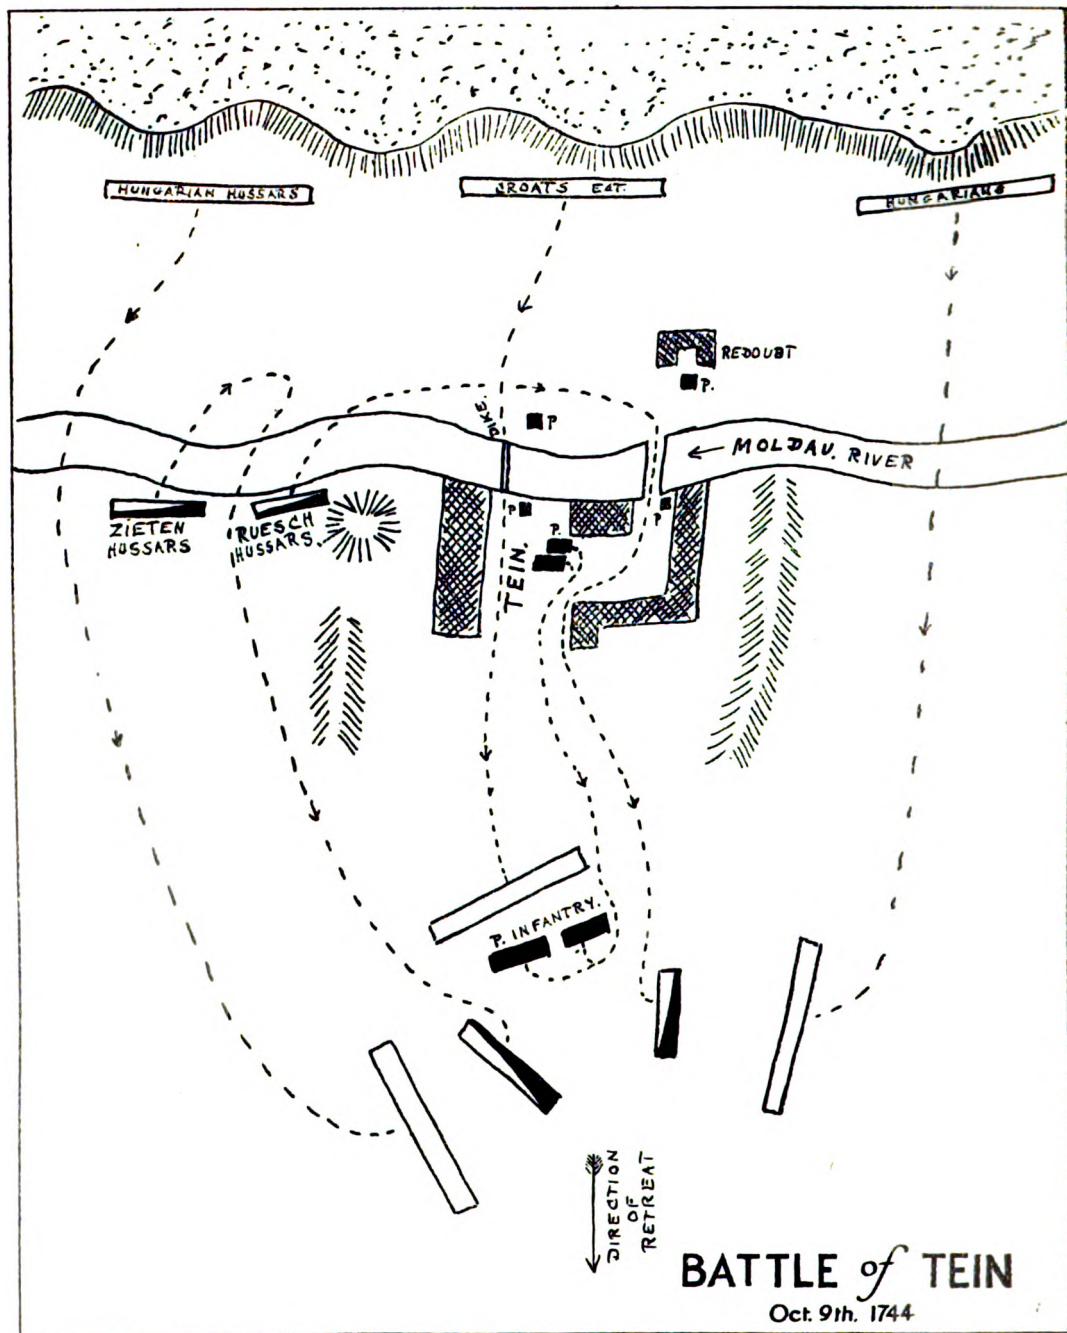 HUNGARIAN HUSSARS
CROATS ECT.
HUNGARIANS
REDOUBT
P.
DIKE.
P
← MOLDAU. RIVER
ZIETEN
HUSSARS
RUESCH
HUSSARS.
P
P.
P
TEIN.
P. INFANTRY.
DIRECTION
OF
RETREAT
BATTLE of TEIN
Oct. 9th. 1744